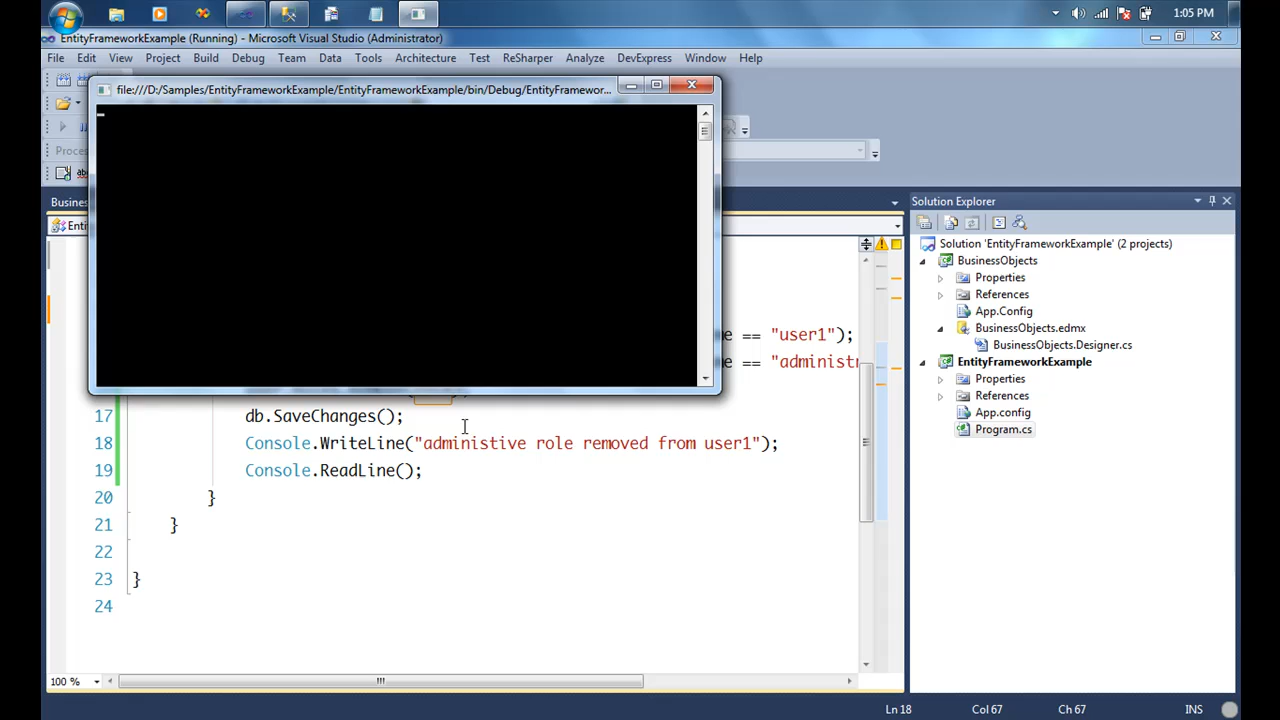 1:05 PM
EntityFrameworkExample (Running) - Microsoft Visual Studio (Administrator)
File Edit View Project Build Debug Team Data Tools Architecture Test ReSharper Analyze DevExpress Window Help
file:///D:/Samples/EntityFrameworkExample/EntityFrameworkExample/bin/Debug/EntityFramewor...
Proces
Busines
Enti
Solution Explorer
Solution 'EntityFrameworkExample' (2 projects)
BusinessObjects
Properties
References
App.Config
BusinessObjects.edmx
BusinessObjects.Designer.cs
EntityFrameworkExample
Properties
References
App.config
Program.cs
== "user1");
== "administr
17 db.SaveChanges();
18 Console.WriteLine("administive role removed from user1");
19 Console.ReadLine();
20 }
21 }
22
23 }
24
100 %
Ln 18 Col 67 Ch 67 INS